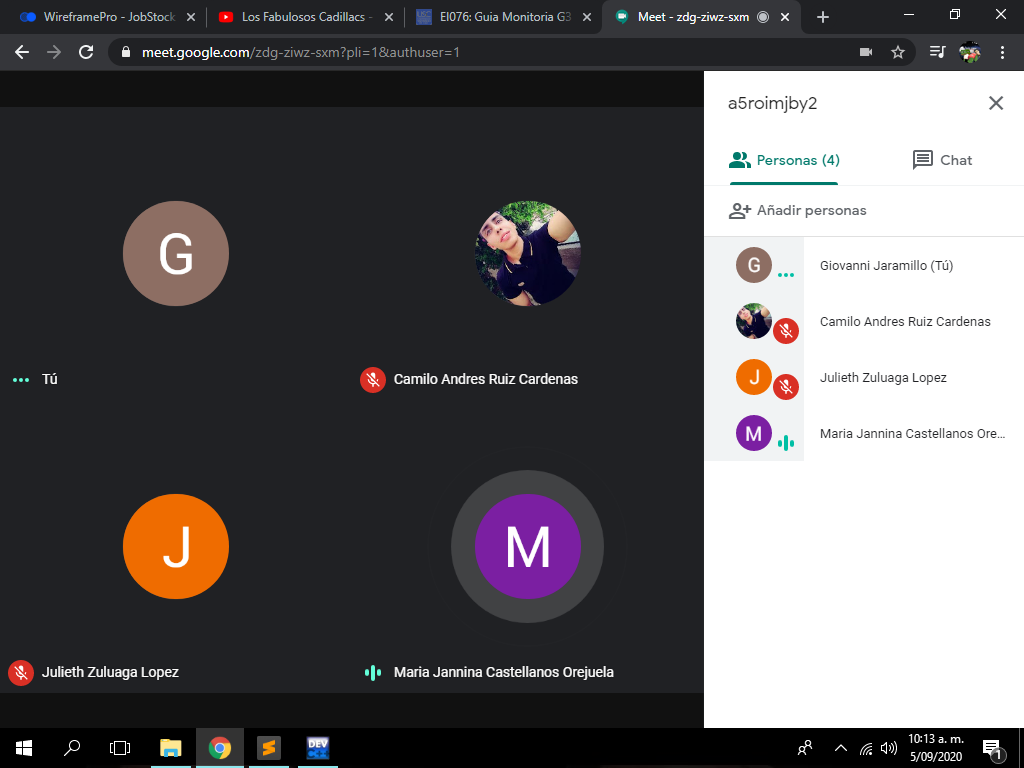 WireframePro - JobStock
Los Fabulosos Cadillacs -
EI076: Guia Monitoria G3
Meet - zdg-ziwz-sxm
meet.google.com/zdg-ziwz-sxm?pli=1&authuser=1
a5roimjby2
Personas (4)
Chat
Añadir personas
G
Giovanni Jaramillo (Tú)
Camilo Andres Ruiz Cardenas
J
Julieth Zuluaga Lopez
M
Maria Jannina Castellanos Ore...
G
Tú
Camilo Andres Ruiz Cardenas
J
M
Julieth Zuluaga Lopez
Maria Jannina Castellanos Orejuela
DEV
C++
10:13 a. m.
5/09/2020
1